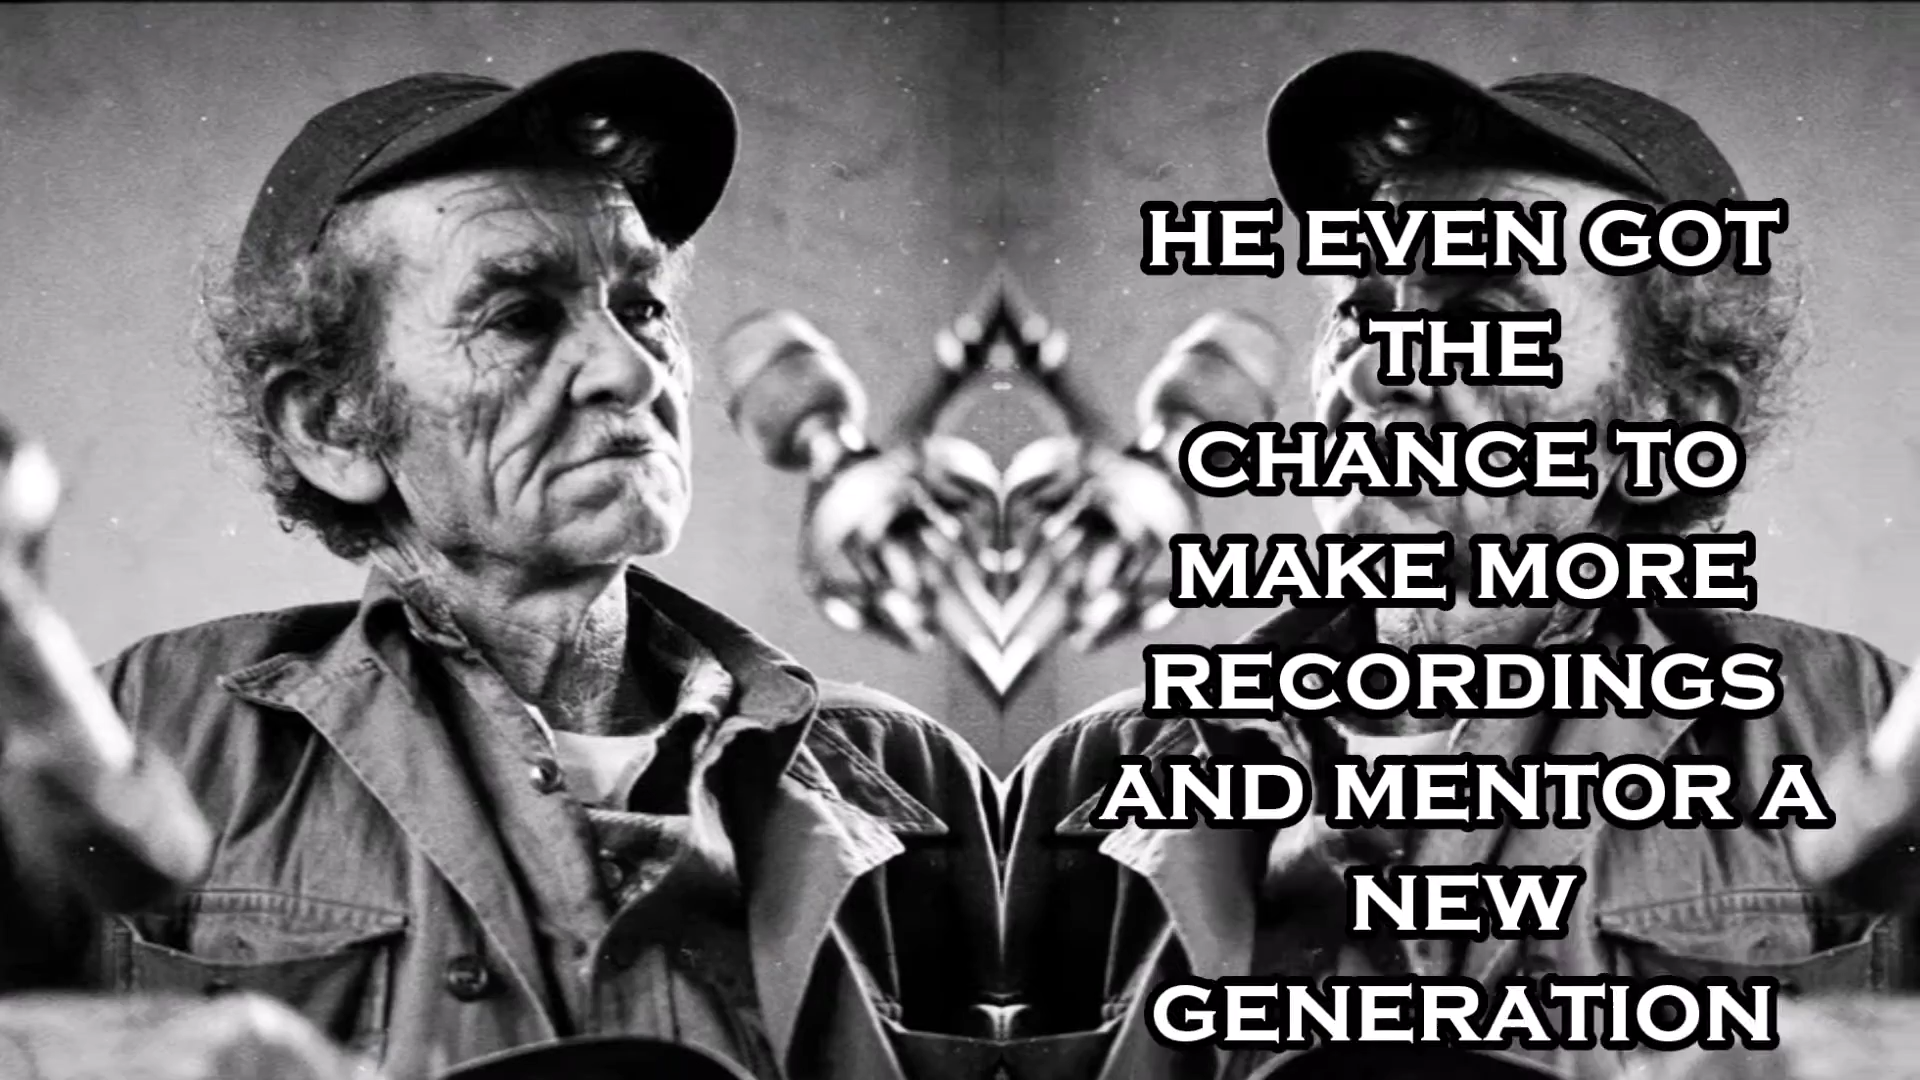 HE EVEN GOT
THE
CHANCE TO
MAKE MORE
RECORDINGS
AND MENTOR A
NEW
GENERATION